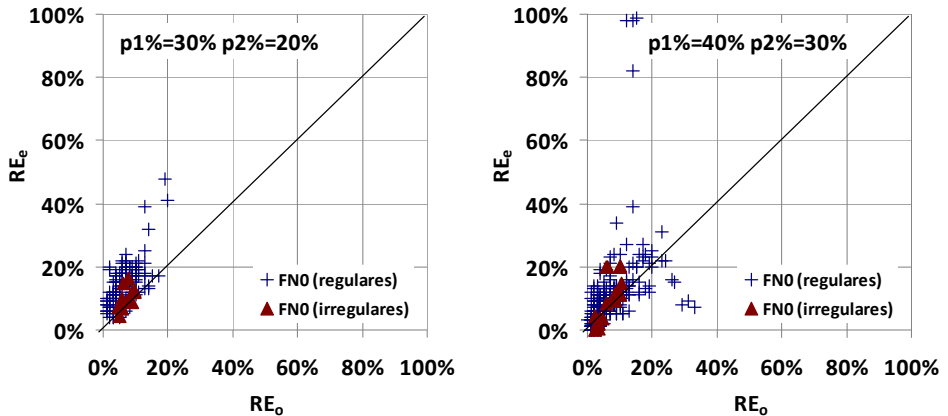 p1%=30% p2%=20%
100%
80%
60%
40%
20%
0%
REe
0% 20% 40% 60% 80% 100%
REo
FN0 (regulares)
FN0 (irregulares)
p1%=40% p2%=30%
100%
80%
60%
40%
20%
0%
REe
0% 20% 40% 60% 80% 100%
REo
FN0 (regulares)
FN0 (irregulares)